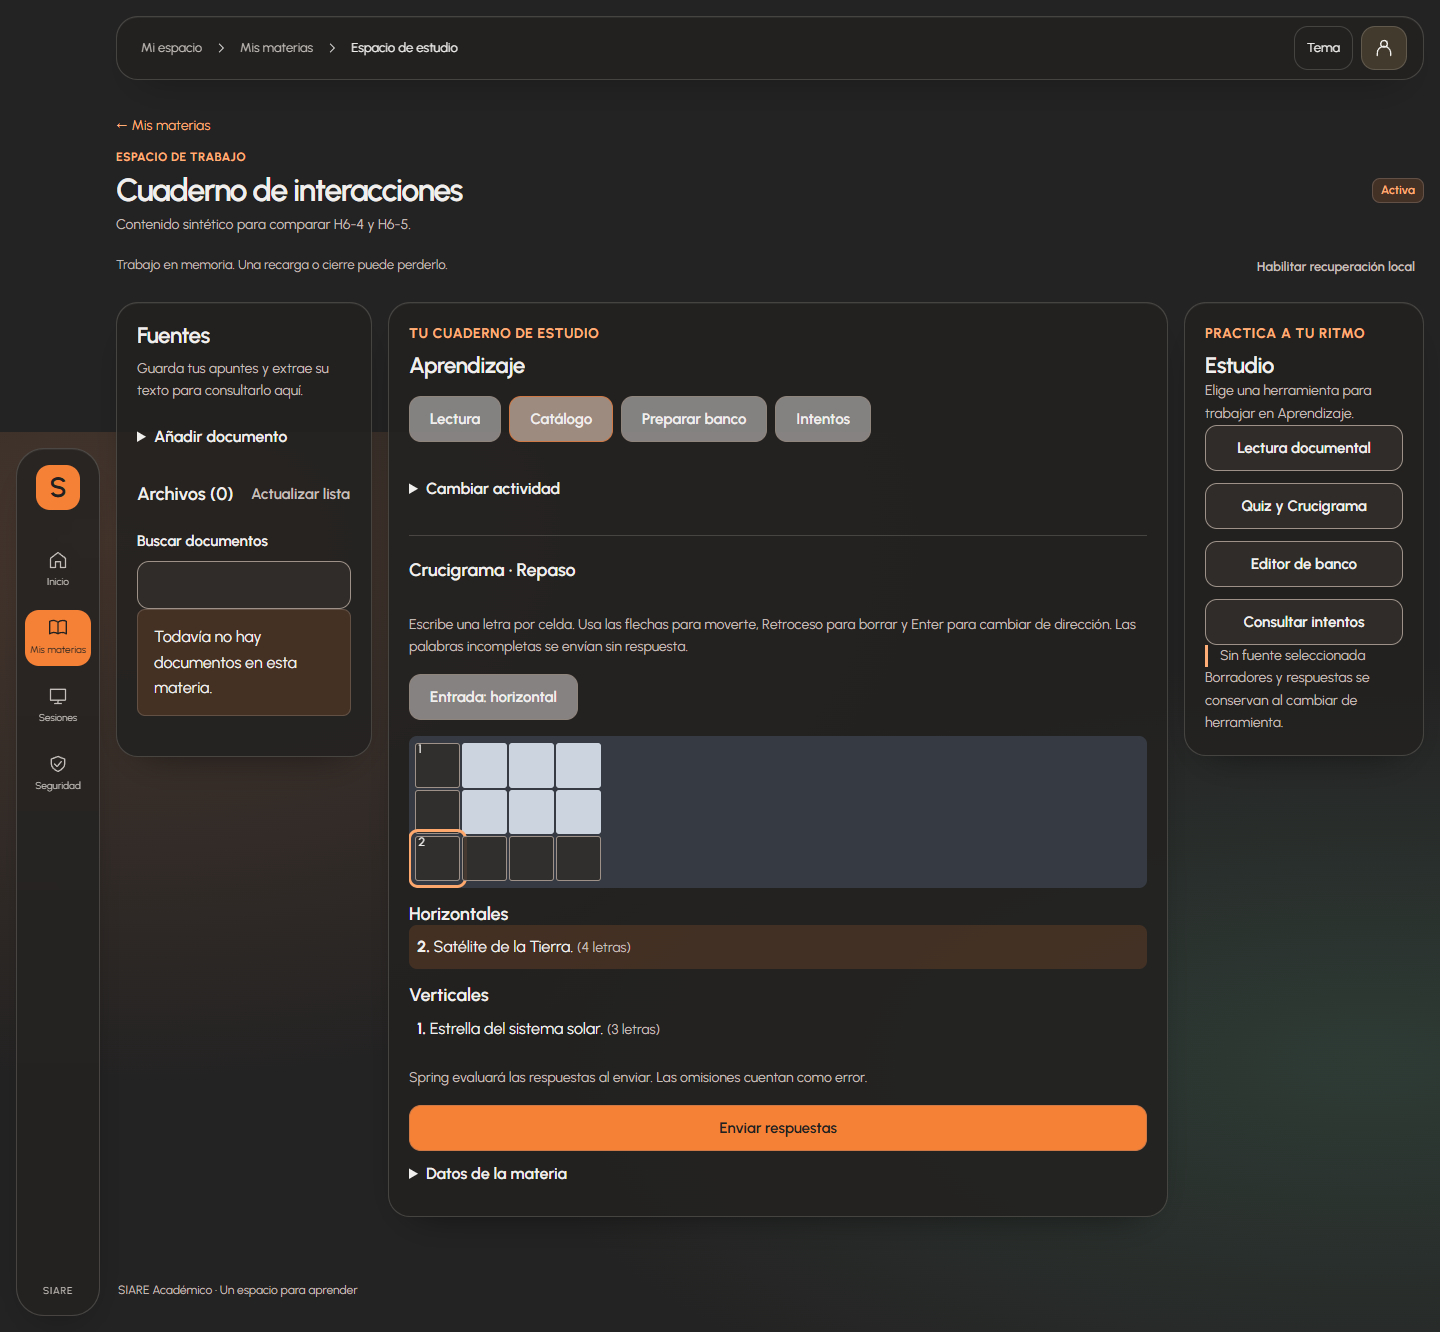 Mi espacio > Mis materias > Espacio de estudio
Tema
← Mis materias
ESPACIO DE TRABAJO
Cuaderno de interacciones
Activa
Contenido sintético para comparar H6-4 y H6-5.
Trabajo en memoria. Una recarga o cierre puede perderlo.
Habilitar recuperación local
S
Inicio
Mis materias
Sesiones
Seguridad
SIARE
Fuentes
Guarda tus apuntes y extrae su
texto para consultarlo aquí.
Añadir documento
Archivos (0)
Actualizar lista
Buscar documentos
Todavía no hay
documentos en esta
materia.
TU CUADERNO DE ESTUDIO
Aprendizaje
Lectura
Catálogo
Preparar banco
Intentos
Cambiar actividad
Crucigrama · Repaso
Escribe una letra por celda. Usa las flechas para moverte, Retroceso para borrar y Enter para cambiar de dirección. Las
palabras incompletas se envían sin respuesta.
Entrada: horizontal
1
2
Horizontales
2. Satélite de la Tierra. (4 letras)
Verticales
1. Estrella del sistema solar. (3 letras)
Spring evaluará las respuestas al enviar. Las omisiones cuentan como error.
Enviar respuestas
Datos de la materia
PRACTICA A TU RITMO
Estudio
Elige una herramienta para
trabajar en Aprendizaje.
Lectura documental
Quiz y Crucigrama
Editor de banco
Consultar intentos
Sin fuente seleccionada
Borradores y respuestas se
conservan al cambiar de
herramienta.
SIARE Académico · Un espacio para aprender